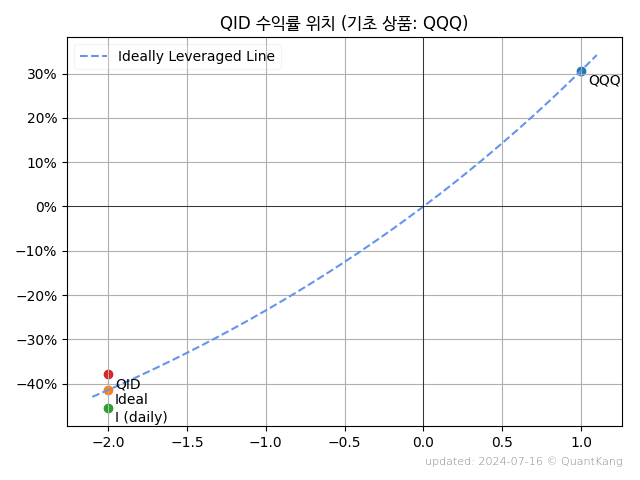 QID 수익률 위치 (기초 상품: QQQ)
Ideally Leveraged Line
30%
20%
10%
0%
−10%
−20%
−30%
−40%
QQQ
QID
Ideal
I (daily)
−2.0
−1.5
−1.0
−0.5
0.0
0.5
1.0
updated: 2024-07-16 © QuantKang